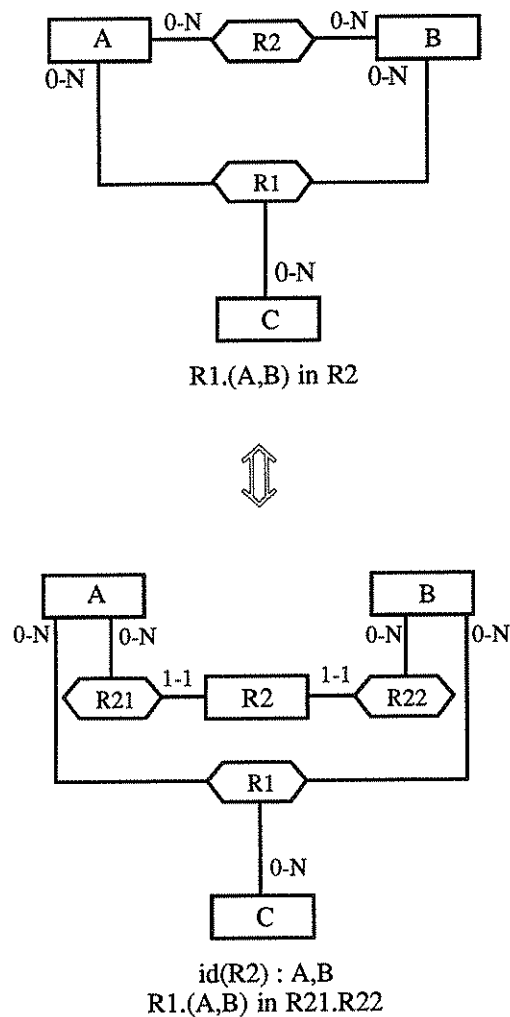 A 0-N R2 0-N B
0-N 0-N
R1
0-N
C
R1.(A,B) in R2
A B
0-N 0-N 0-N 0-N
R21 1-1 R2 1-1 R22
R1
0-N
C
id(R2) : A,B
R1.(A,B) in R21.R22